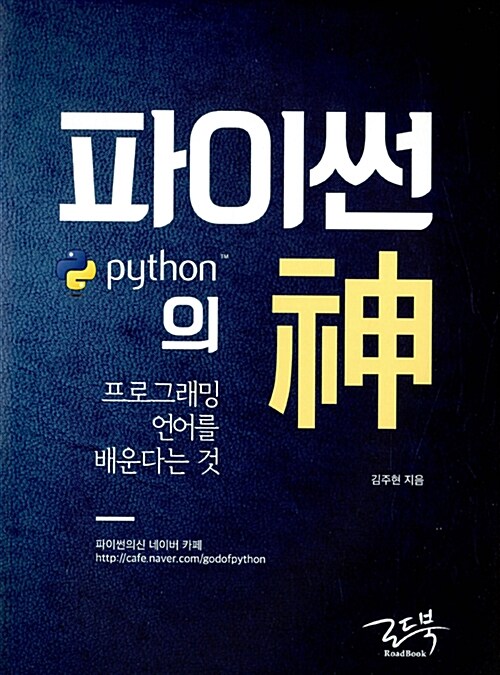 파이썬
python™
의
神
프로그래밍
언어를
배운다는 것
김주현 지음
파이썬의신 네이버 카페
http://cafe.naver.com/godofpython
로드북
RoadBook